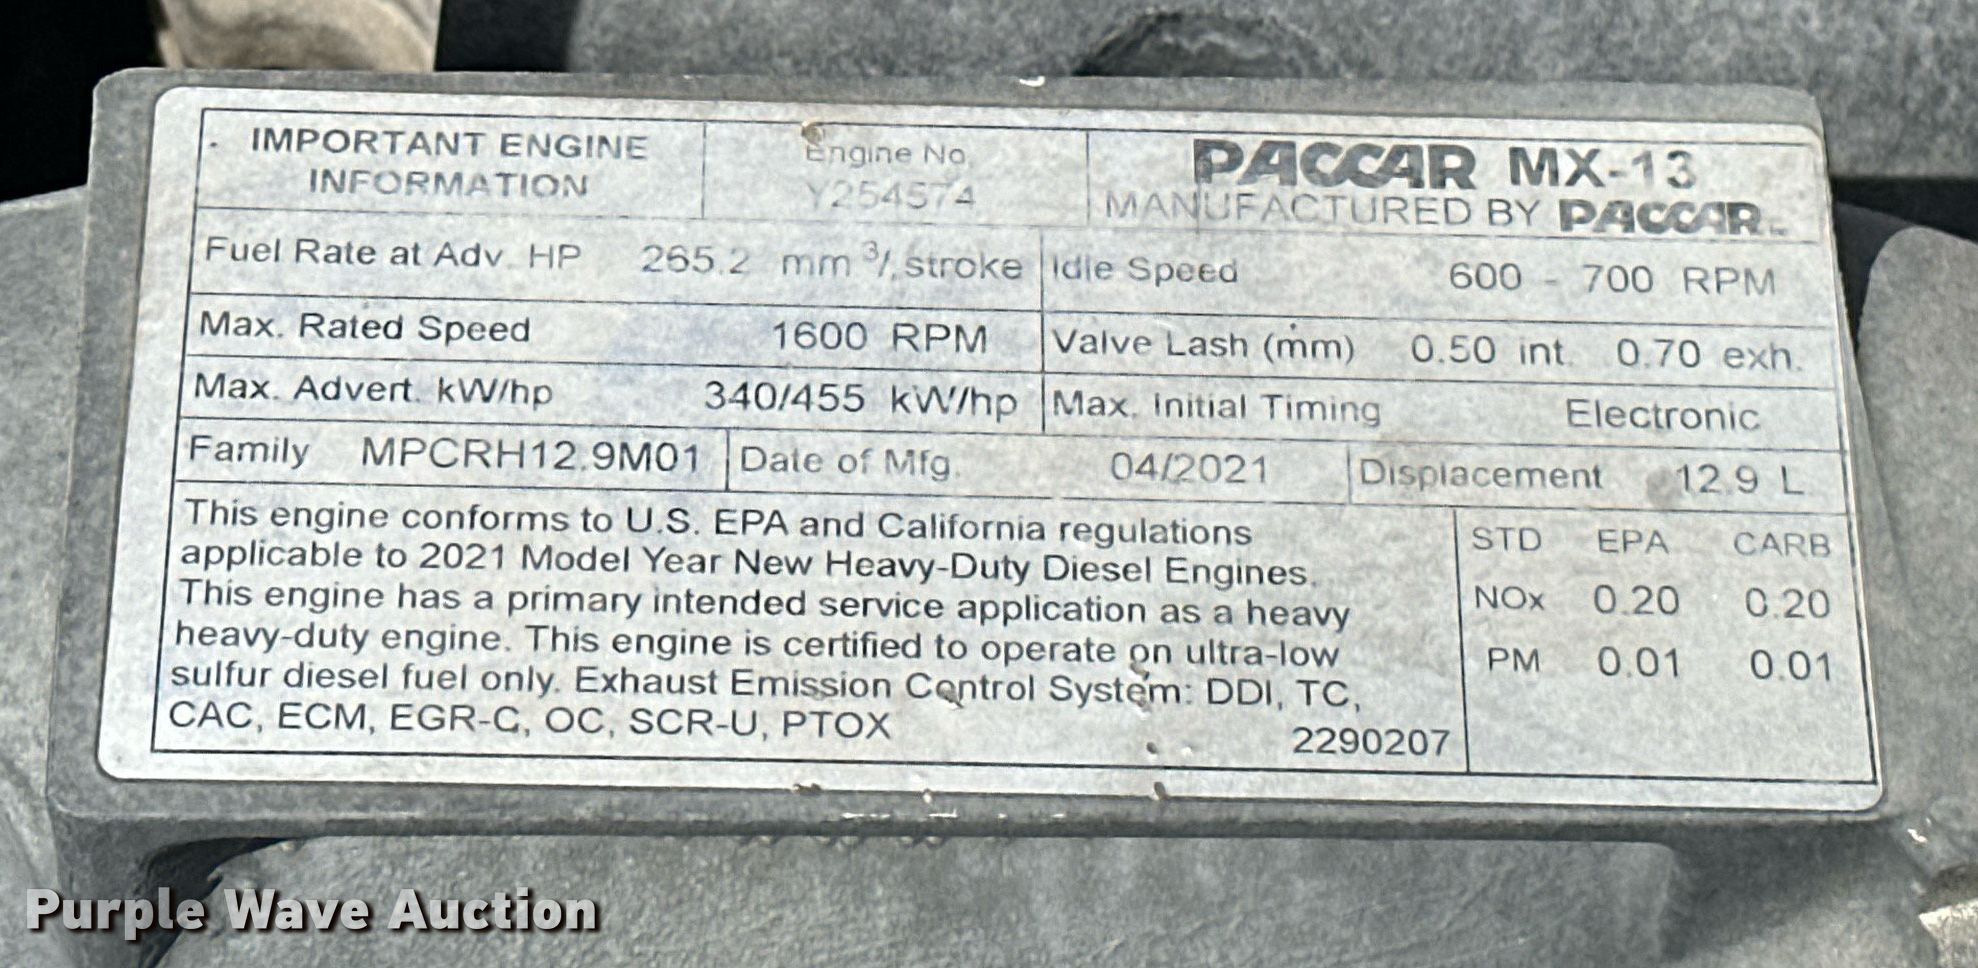 IMPORTANT ENGINE
INFORMATION
Engine No.
Y254574
PACCAR MX-13
MANUFACTURED BY PACCAR
Fuel Rate at Adv. HP 265.2 mm ³/ stroke
Idle Speed 600 - 700 RPM
Max. Rated Speed 1600 RPM
Valve Lash (mm) 0.50 int. 0.70 exh.
Max. Advert. kW/hp 340/455 kW/hp
Max. Initial Timing Electronic
Family MPCRH12.9M01
Date of Mfg. 04/2021
Displacement 12.9 L
This engine conforms to U.S. EPA and California regulations
applicable to 2021 Model Year New Heavy-Duty Diesel Engines.
This engine has a primary intended service application as a heavy
heavy-duty engine. This engine is certified to operate on ultra-low
sulfur diesel fuel only. Exhaust Emission Control System: DDI, TC,
CAC, ECM, EGR-C, OC, SCR-U, PTOX
2290207
STD EPA CARB
NOx 0.20 0.20
PM 0.01 0.01
Purple Wave Auction